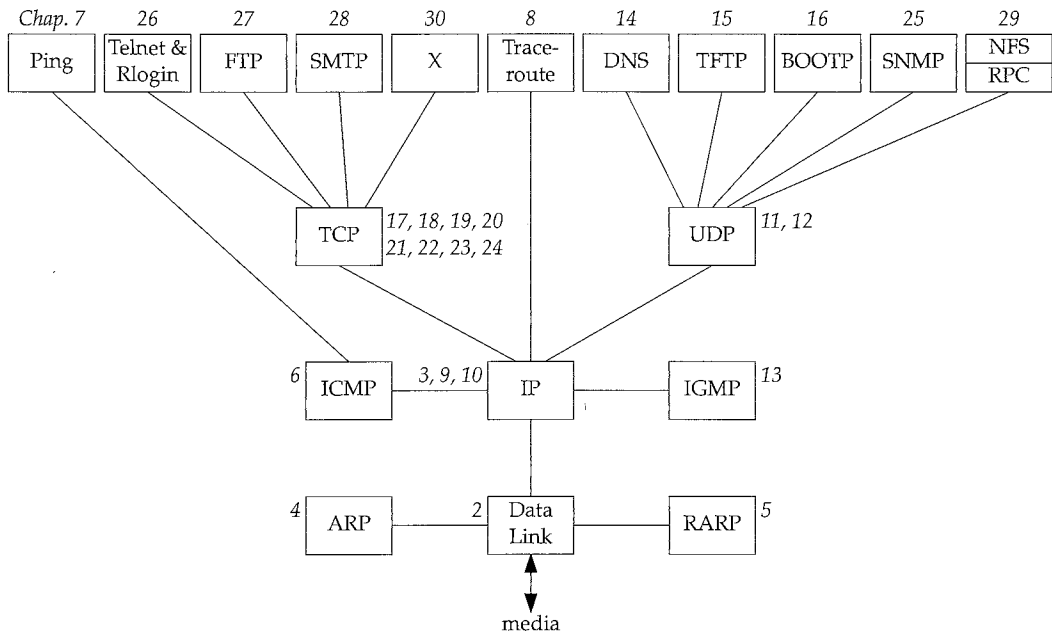 Chap. 7 26 27 28 30 8 14 15 16 25 29
Ping
Telnet &
Rlogin
FTP
SMTP
X
Trace-
route
DNS
TFTP
BOOTP
SNMP
NFS
RPC
TCP
17, 18, 19, 20
21, 22, 23, 24
UDP
11, 12
6
ICMP
3, 9, 10
IP
IGMP
13
4
ARP
2
Data
Link
RARP
5
media